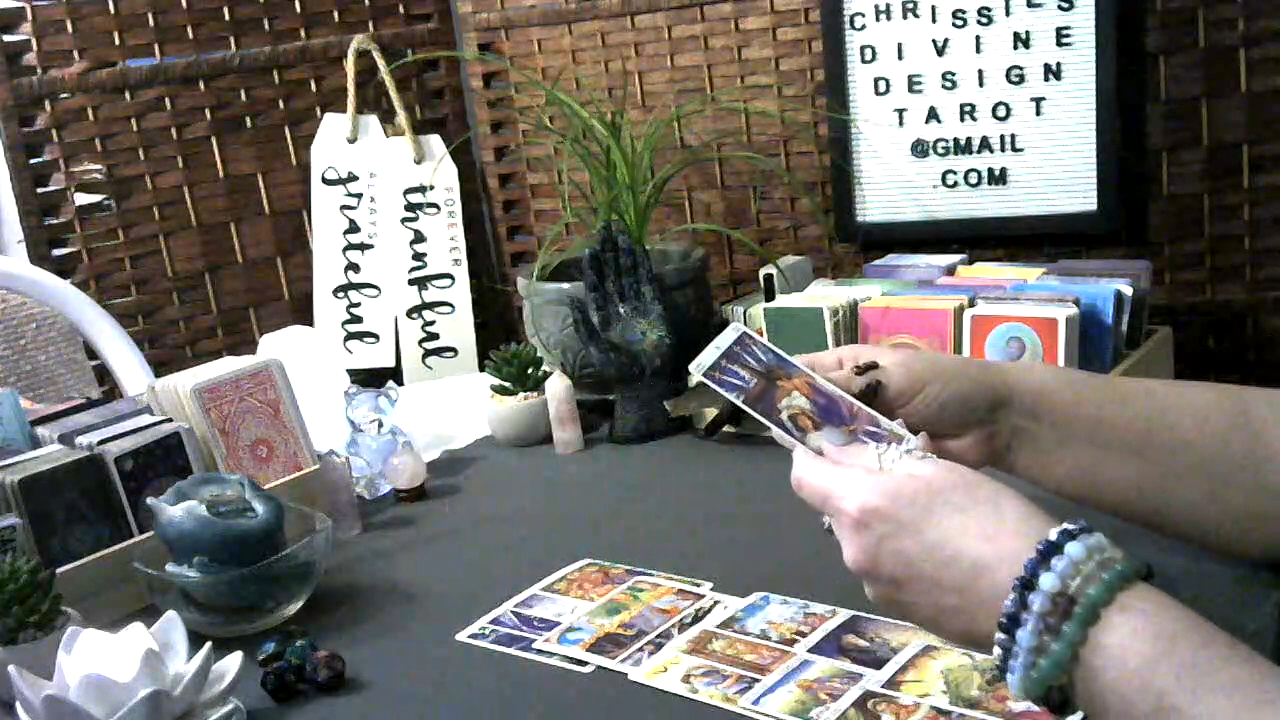 CHRISSIES
DIVINE
DESIGN
TAROT
@GMAIL
.COM
ALWAYS
grateful
FOREVER
thankful